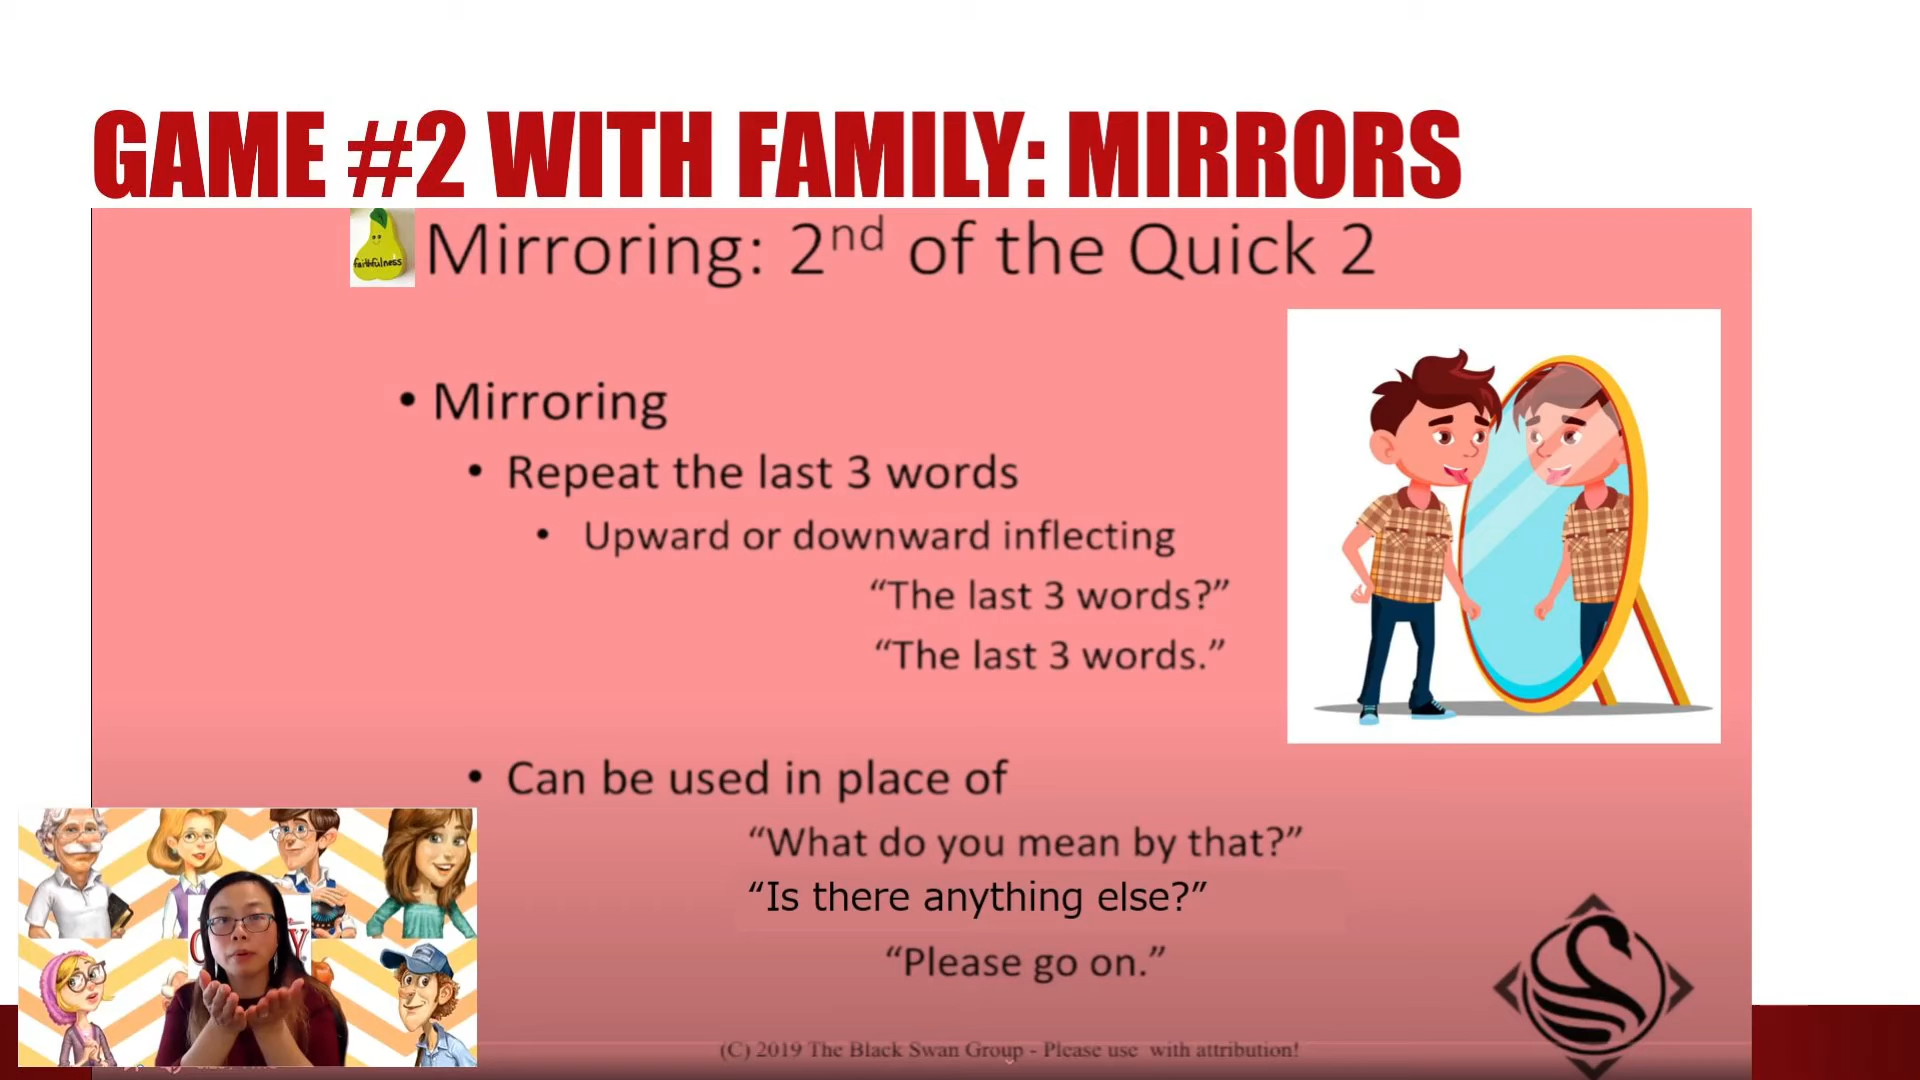 GAME #2 WITH FAMILY: MIRRORS
faithfulness
Mirroring: 2nd of the Quick 2
• Mirroring
• Repeat the last 3 words
• Upward or downward inflecting
“The last 3 words?”
“The last 3 words.”
• Can be used in place of
“What do you mean by that?”
“Is there anything else?”
“Please go on.”
(C) 2019 The Black Swan Group - Please use with attribution!